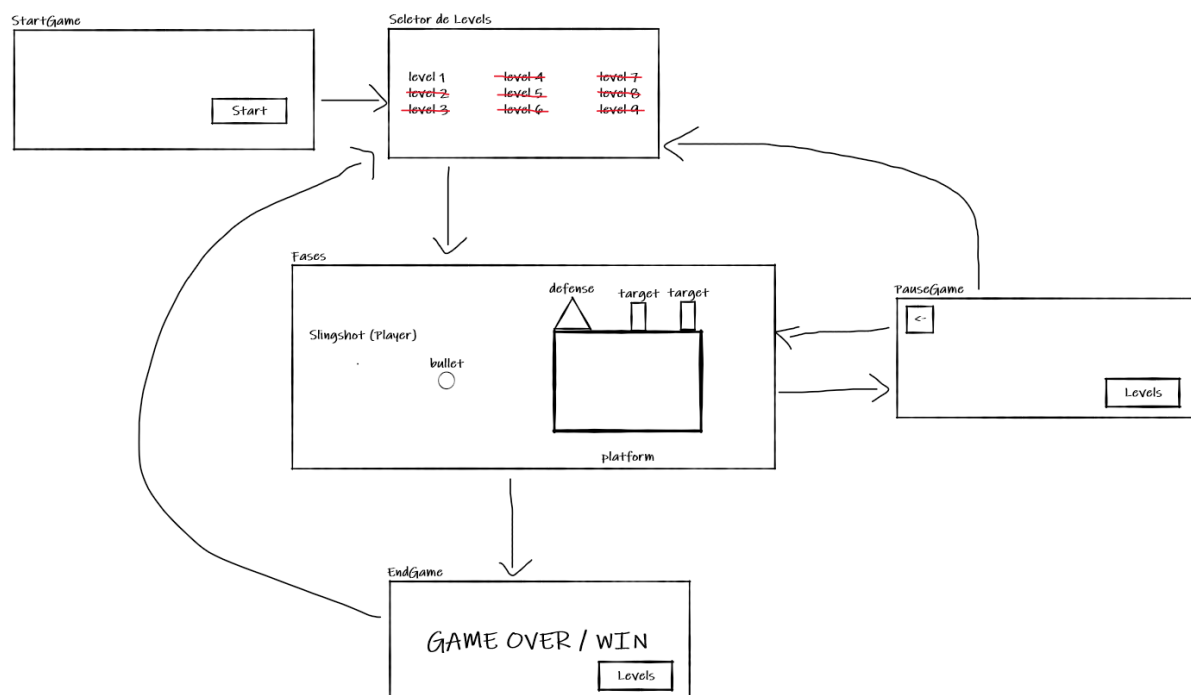 StartGame
Start
Seletor de Levels
level 1
level 2
level 3
level 4
level 5
level 6
level 7
level 8
level 9
Fases
defense
target
target
Slingshot (Player)
bullet
platform
PauseGame
<-
Levels
EndGame
GAME OVER / WIN
Levels